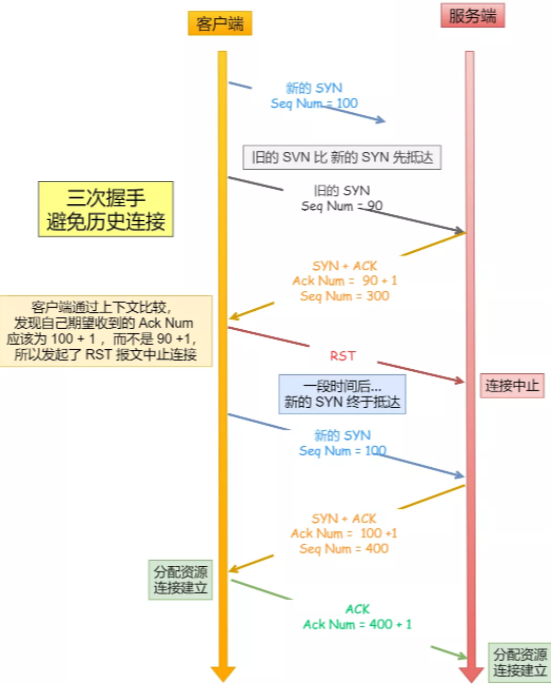 客户端
服务端
新的 SYN
Seq Num = 100
旧的 SVN 比 新的 SYN 先抵达
三次握手
避免历史连接
旧的 SYN
Seq Num = 90
SYN + ACK
Ack Num = 90 + 1
Seq Num = 300
客户端通过上下文比较，
发现自己期望收到的 Ack Num
应该为 100 + 1 ，而不是 90 +1，
所以发起了 RST 报文中止连接
RST
连接中止
一段时间后...
新的 SYN 终于抵达
新的 SYN
Seq Num = 100
SYN + ACK
Ack Num = 100 +1
Seq Num = 400
分配资源
连接建立
ACK
Ack Num = 400 + 1
分配资源
连接建立